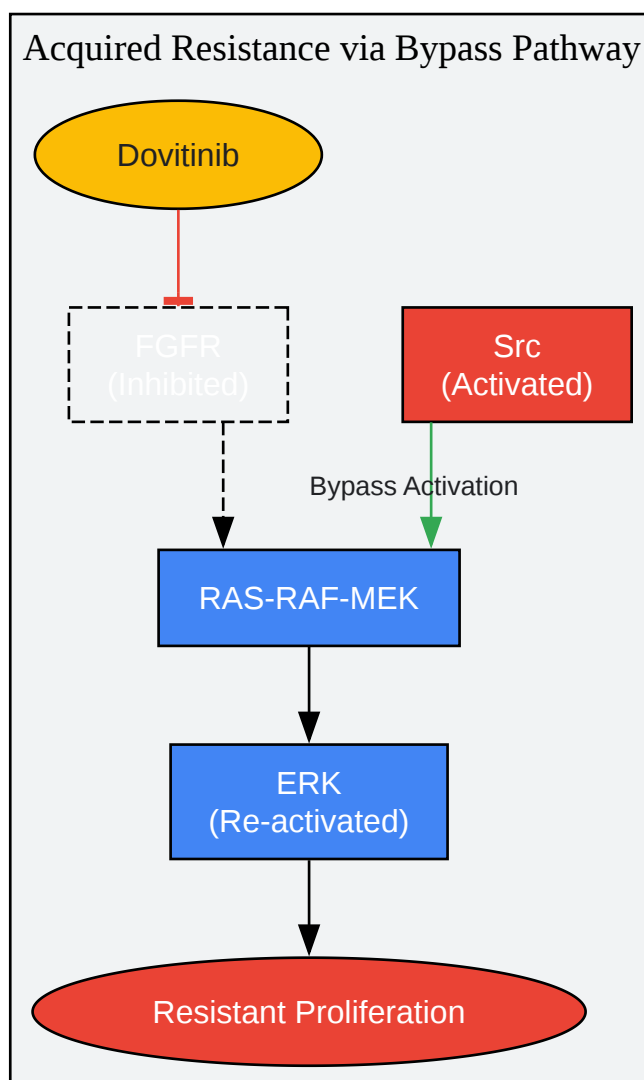 Acquired Resistance via Bypass Pathway
Dovitinib
FGFR
(Inhibited)
Src
(Activated)
Bypass Activation
RAS-RAF-MEK
ERK
(Re-activated)
Resistant Proliferation